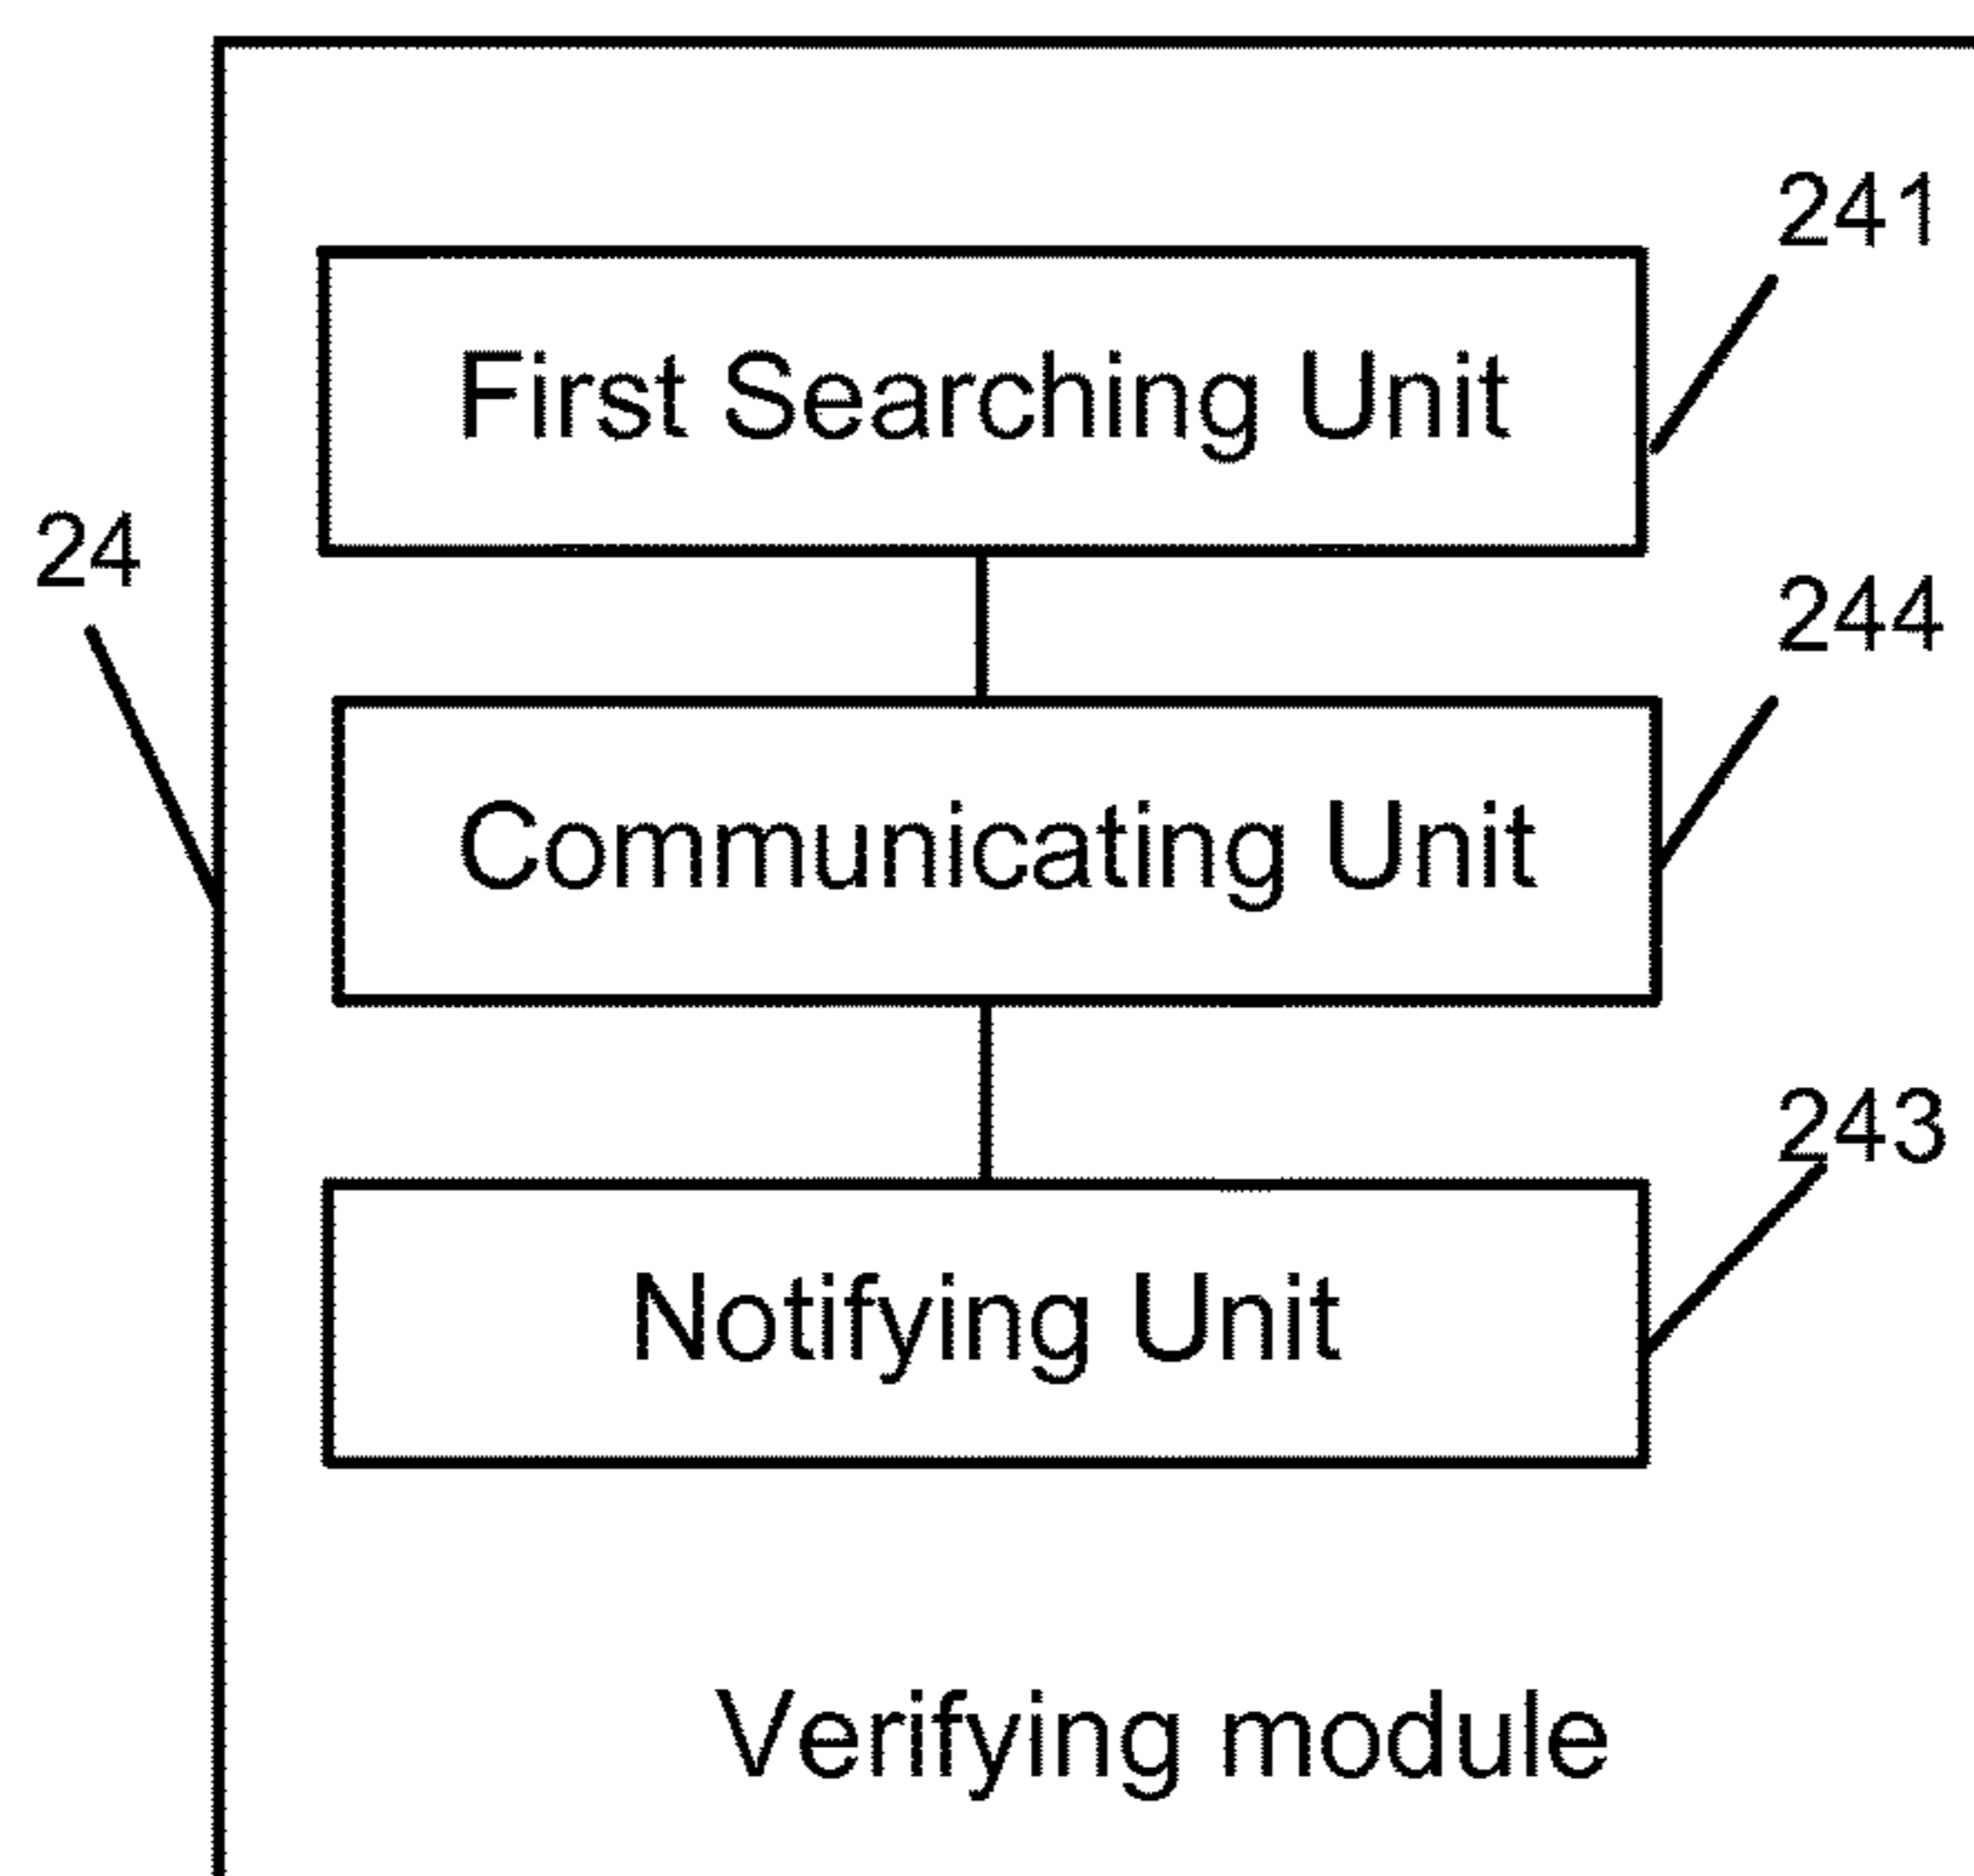 241
First Searching Unit
24
244
Communicating Unit
243
Notifying Unit
Verifying module